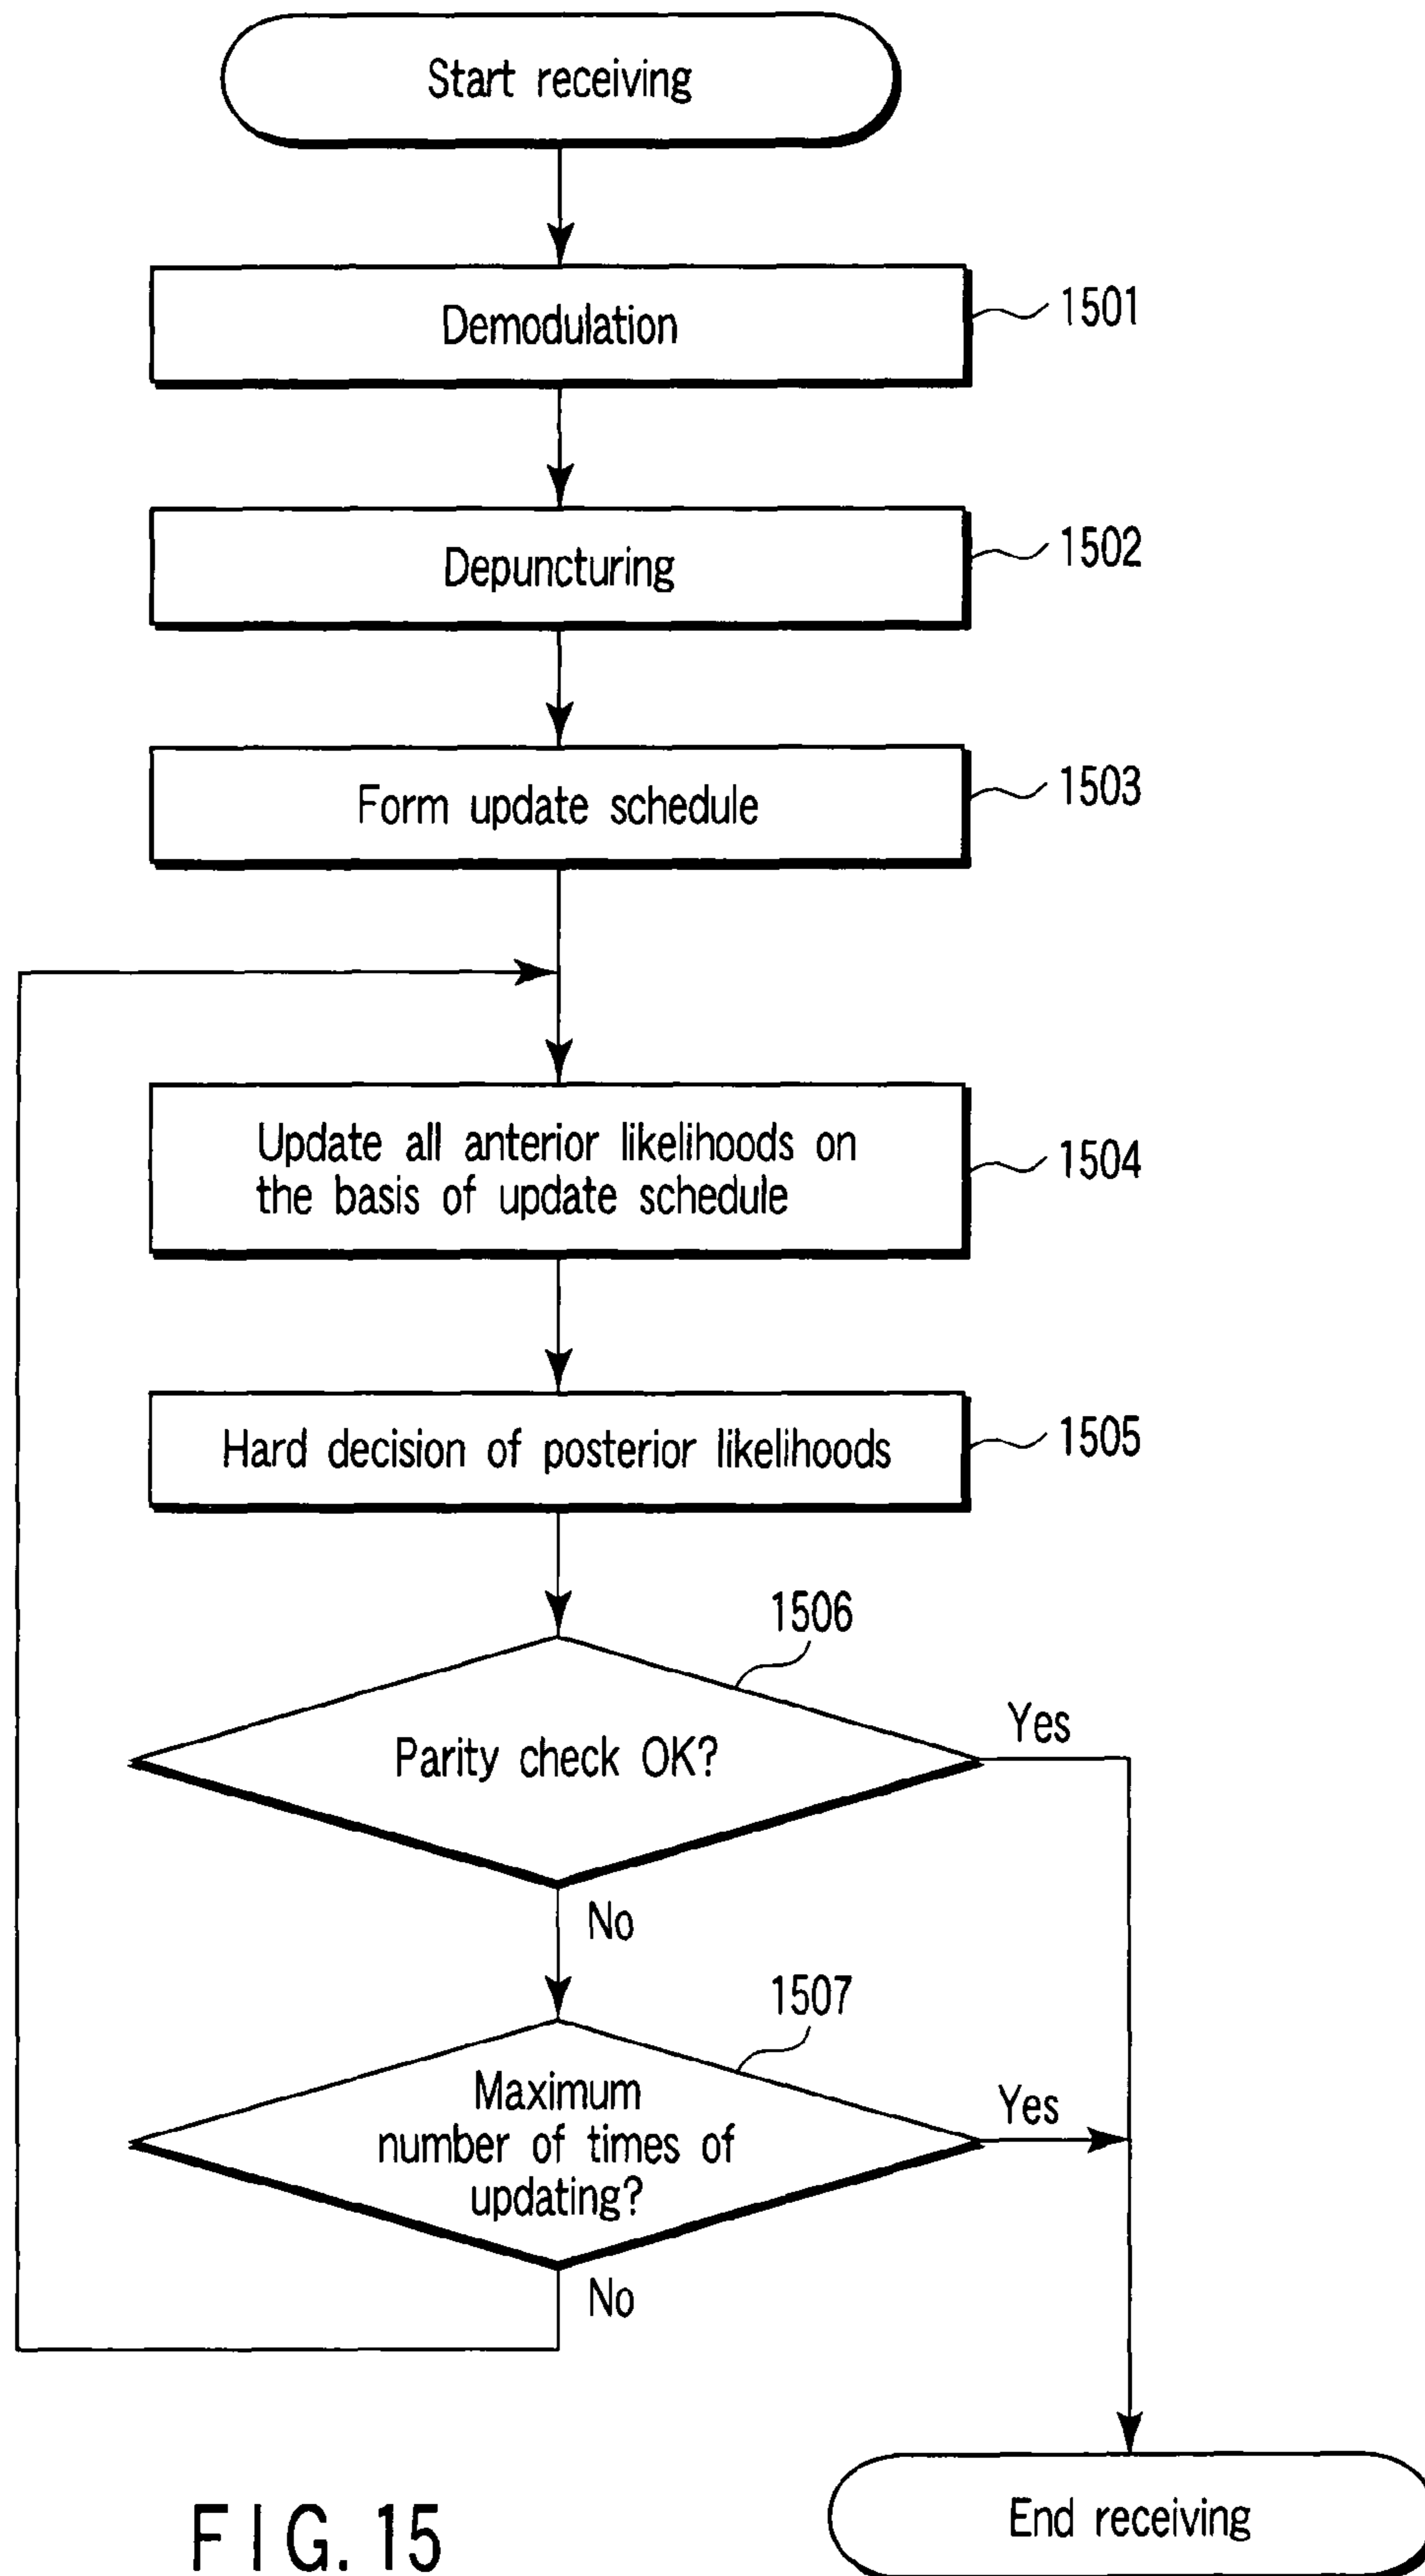 Start receiving
Demodulation
1501
Depuncturing
1502
Form update schedule
1503
Update all anterior likelihoods on
the basis of update schedule
1504
Hard decision of posterior likelihoods
1505
1506
Parity check OK?
Yes
No
1507
Maximum
number of times of
updating?
Yes
No
End receiving
FIG. 15